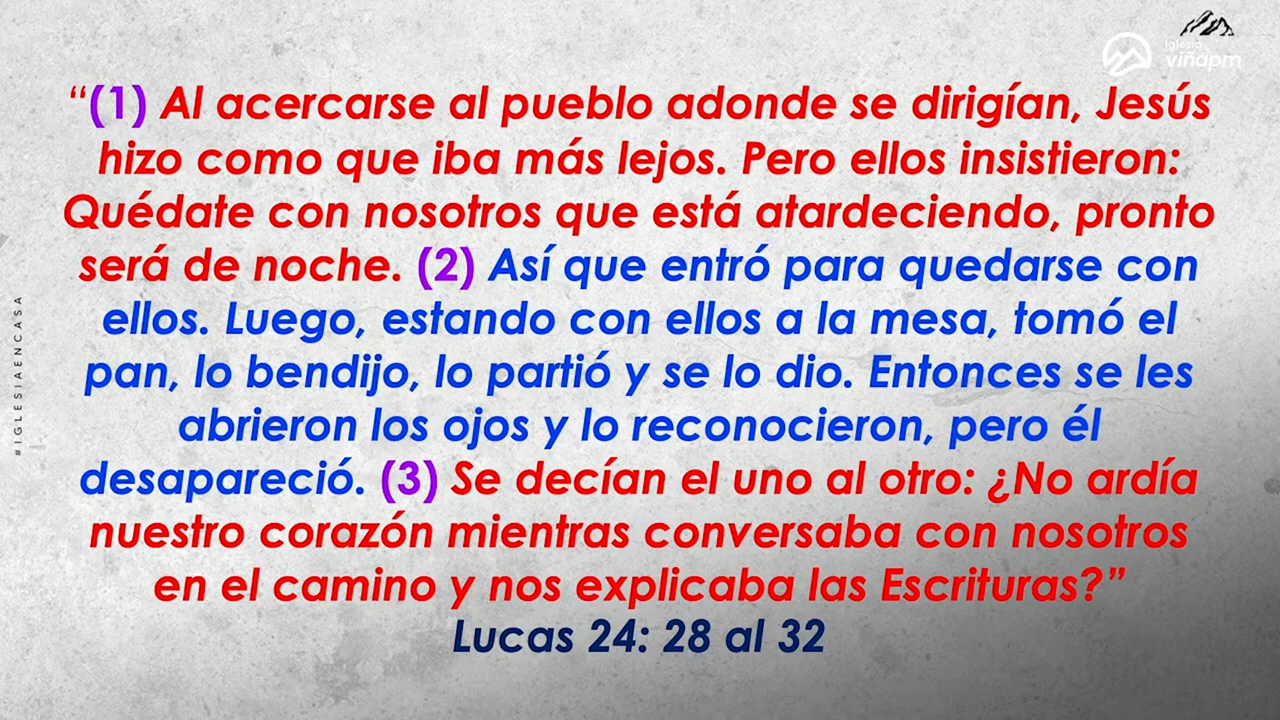 iglesia
viñapm
“(1) Al acercarse al pueblo adonde se dirigían, Jesús
hizo como que iba más lejos. Pero ellos insistieron:
Quédate con nosotros que está atardeciendo, pronto
será de noche. (2) Así que entró para quedarse con
ellos. Luego, estando con ellos a la mesa, tomó el
pan, lo bendijo, lo partió y se lo dio. Entonces se les
abrieron los ojos y lo reconocieron, pero él
desapareció. (3) Se decían el uno al otro: ¿No ardía
nuestro corazón mientras conversaba con nosotros
en el camino y nos explicaba las Escrituras?”
Lucas 24: 28 al 32
#IGLESIAENCASA